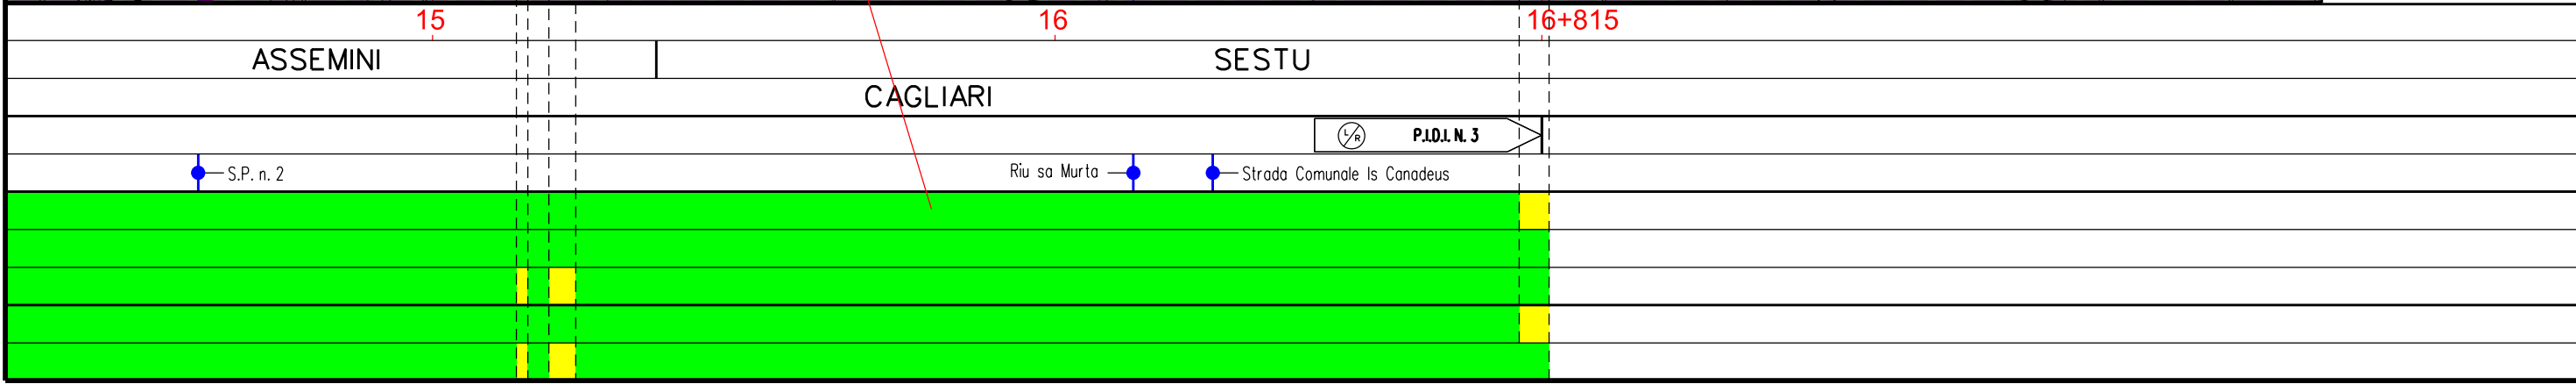 15 16 16+815
ASSEMINI SESTU
CAGLIARI
L/R P.I.D.I. N. 3
S.P. n. 2 Riu sa Murta Strada Comunale Is Canadeus